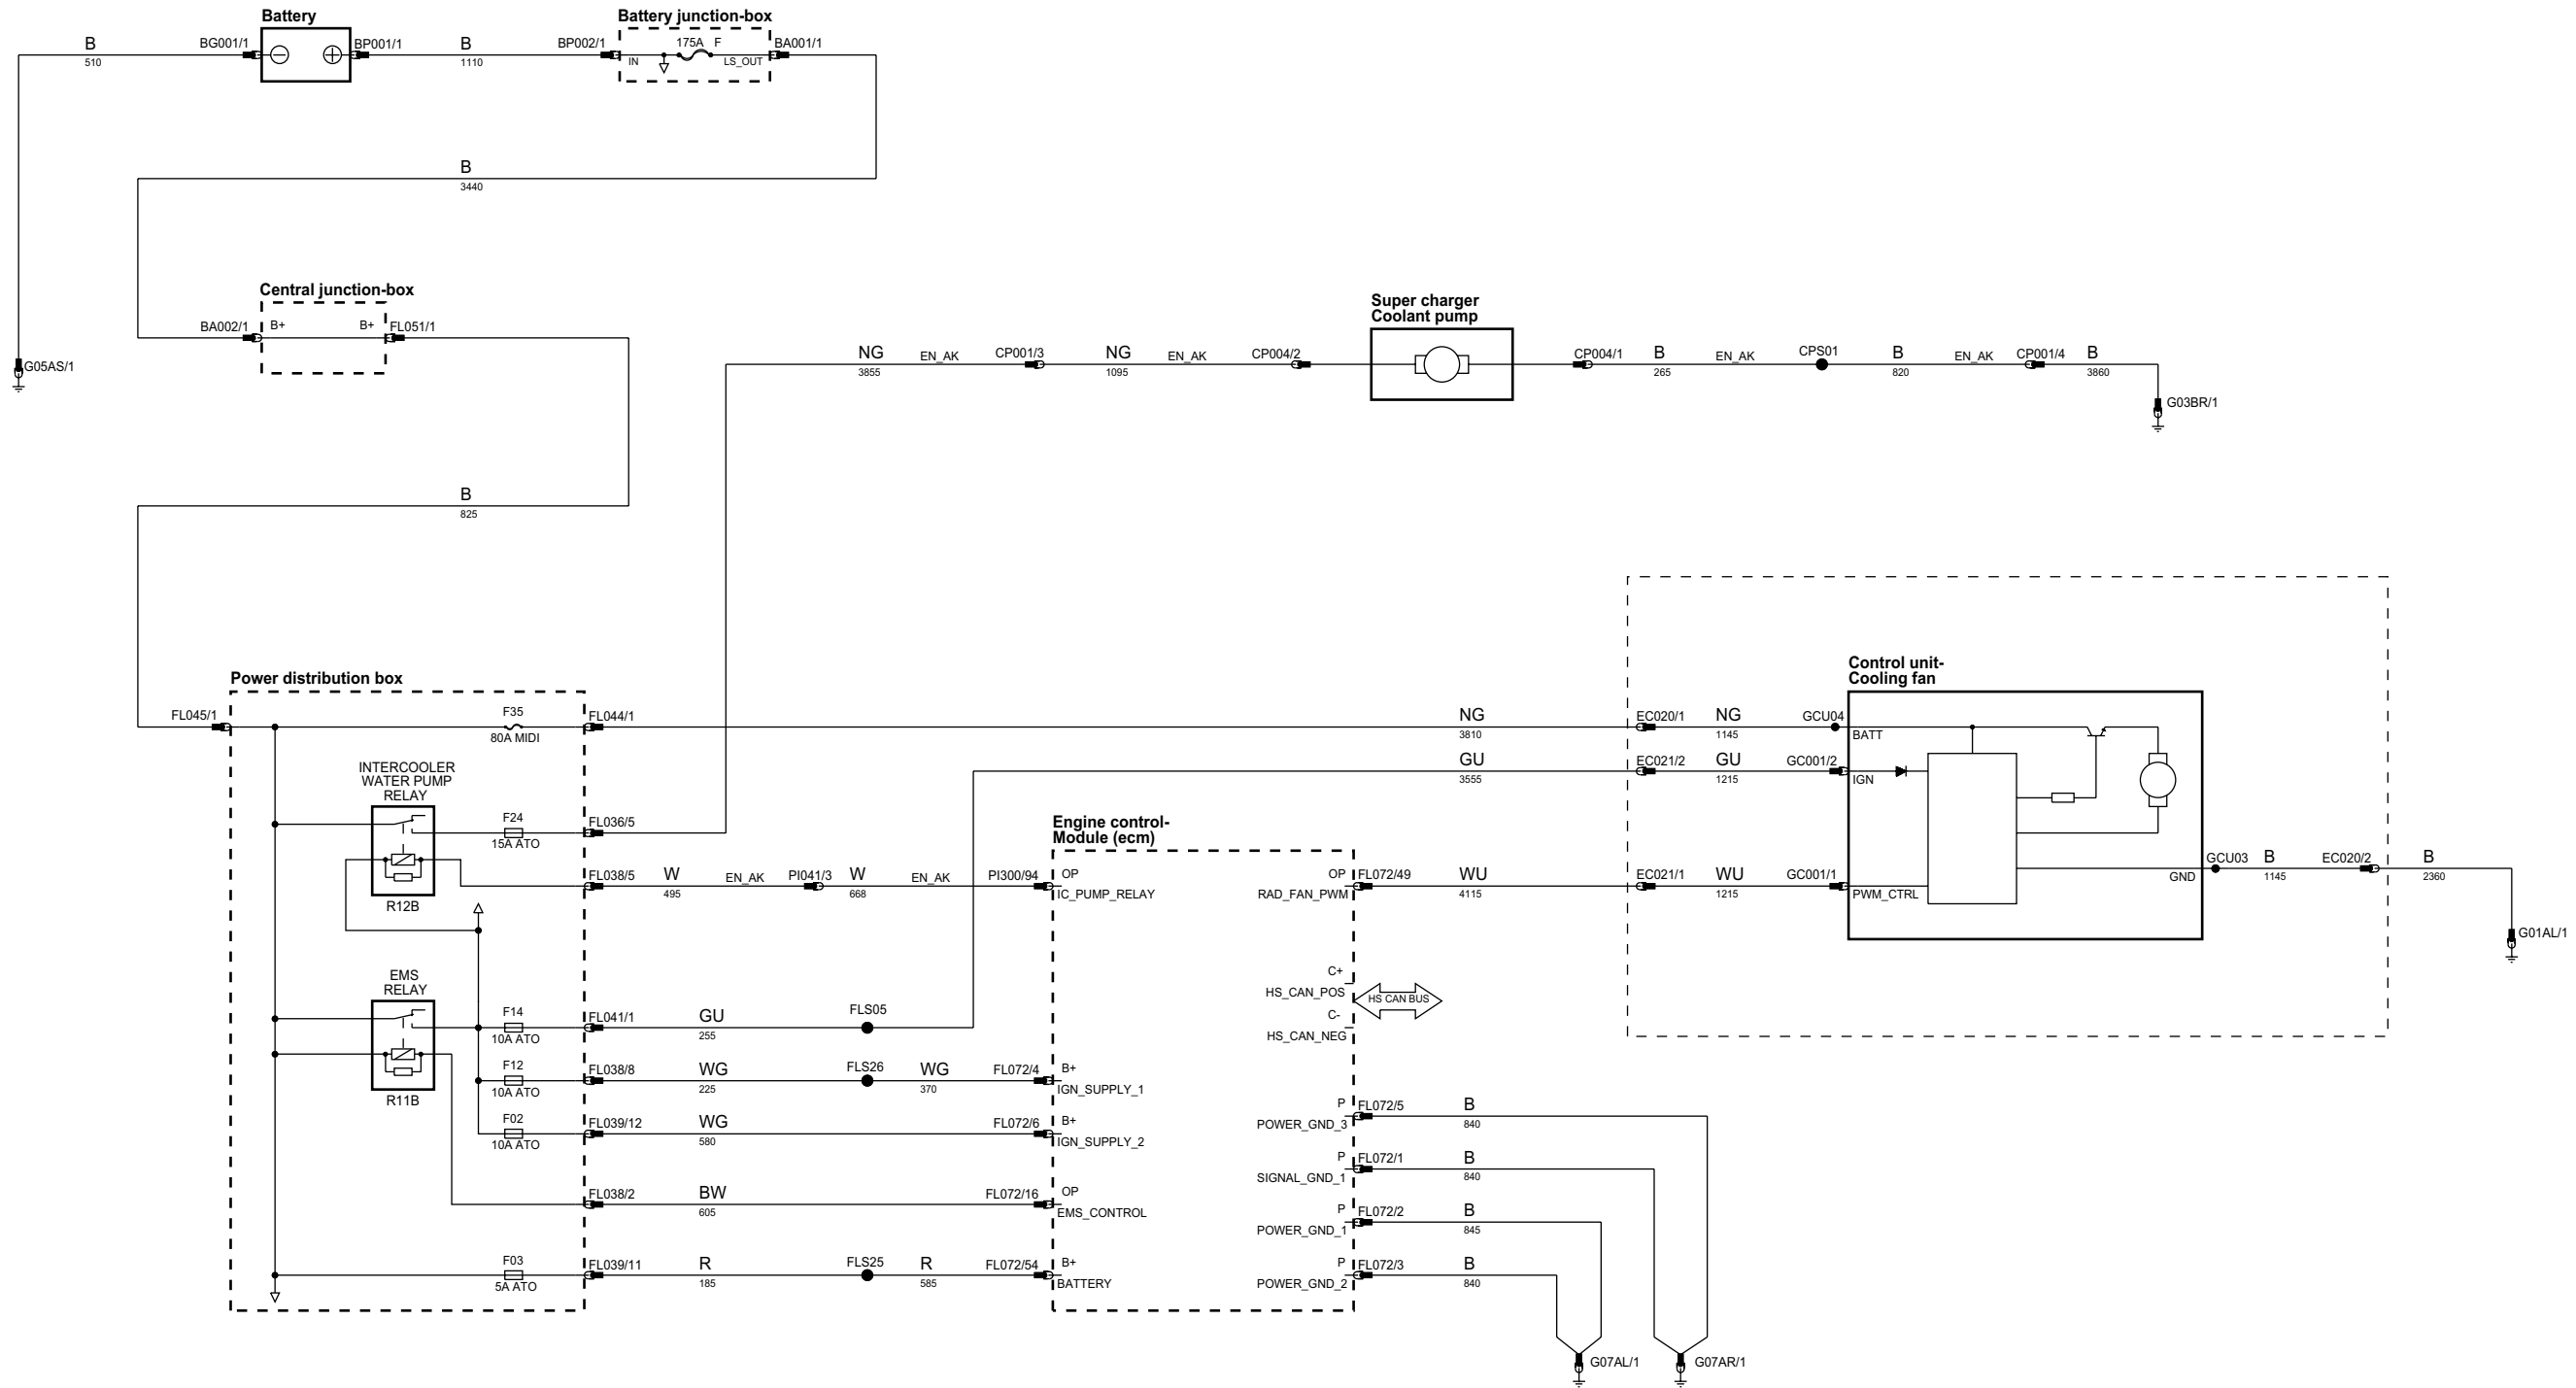 Battery
Battery junction-box
B
510
BG001/1
BP001/1
B
1110
BP002/1
175A F
IN
LS_OUT
BA001/1
B
3440
Central junction-box
BA002/1
B+
B+
FL051/1
G05AS/1
B
825
Super charger
Coolant pump
NG
3855
EN_AK
CP001/3
NG
1095
EN_AK
CP004/2
CP004/1
B
265
EN_AK
CPS01
B
820
EN_AK
CP001/4
B
3860
G03BR/1
Power distribution box
FL045/1
F35
80A MIDI
FL044/1
NG
3810
EC020/1
NG
1145
GCU04
Control unit-
Cooling fan
BATT
GU
3555
EC021/2
GU
1215
GC001/2
IGN
INTERCOOLER
WATER PUMP
RELAY
R12B
F24
15A ATO
FL036/5
FL038/5
W
495
EN_AK
PI041/3
W
668
EN_AK
PI300/94
Engine control-
Module (ecm)
OP
IC_PUMP_RELAY
OP
RAD_FAN_PWM
FL072/49
WU
4115
EC021/1
WU
1215
GC001/1
PWM_CTRL
GND
GCU03
B
1145
EC020/2
B
2360
G01AL/1
C+
HS_CAN_POS
HS CAN BUS
C-
HS_CAN_NEG
EMS
RELAY
R11B
F14
10A ATO
FL041/1
GU
255
FLS05
F12
10A ATO
FL038/8
WG
225
FLS26
WG
370
FL072/4
B+
IGN_SUPPLY_1
F02
10A ATO
FL039/12
WG
580
FL072/6
B+
IGN_SUPPLY_2
FL038/2
BW
605
FL072/16
OP
EMS_CONTROL
F03
5A ATO
FL039/11
R
185
FLS25
R
585
FL072/54
B+
BATTERY
P
POWER_GND_3
FL072/5
B
840
P
SIGNAL_GND_1
FL072/1
B
840
P
POWER_GND_1
FL072/2
B
845
P
POWER_GND_2
FL072/3
B
840
G07AL/1
G07AR/1